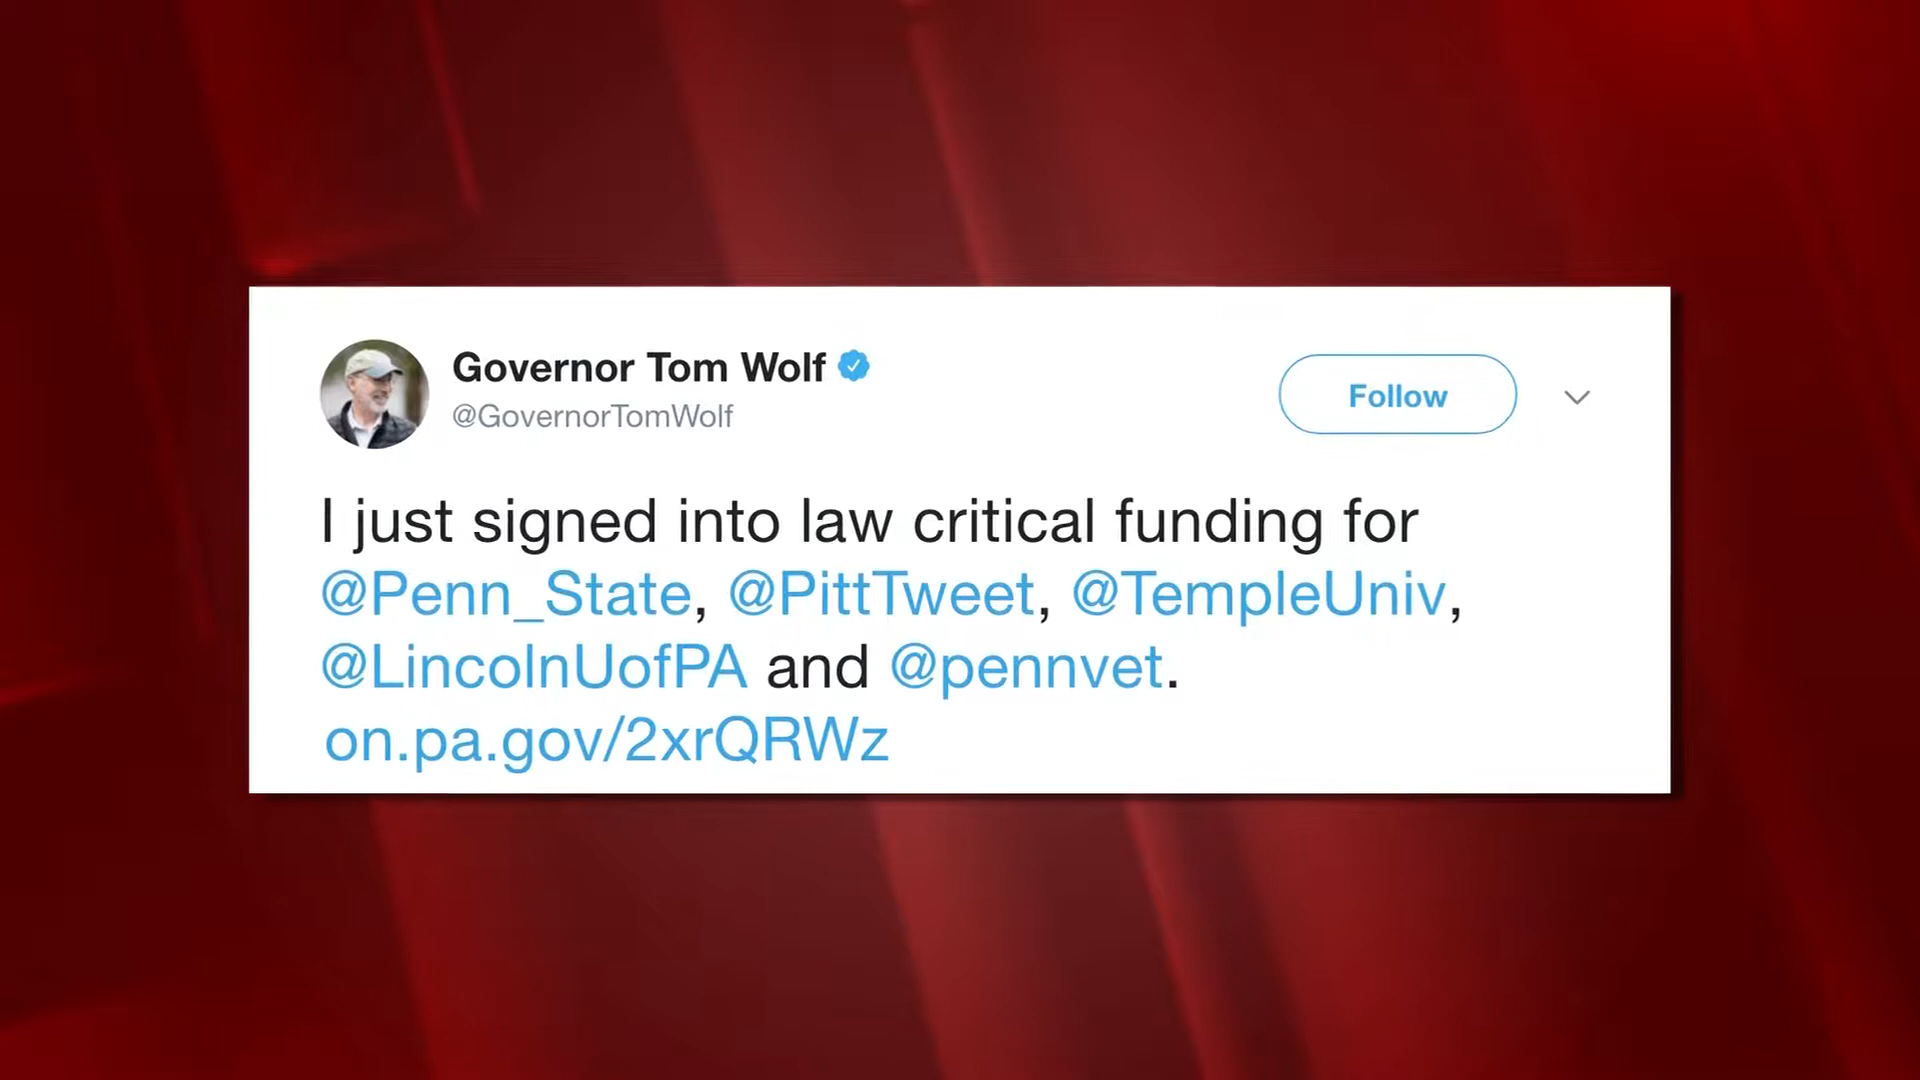 Governor Tom Wolf
@GovernorTomWolf
Follow
I just signed into law critical funding for
@Penn_State, @PittTweet, @TempleUniv,
@LincolnUofPA and @pennvet.
on.pa.gov/2xrQRWz